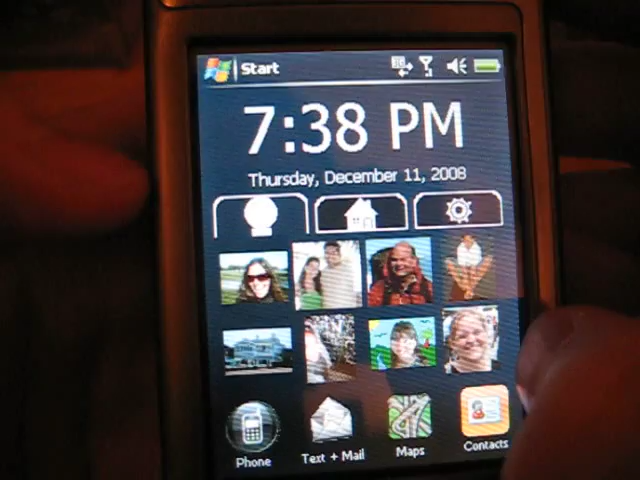 Start
7:38 PM
Thursday, December 11, 2008
Phone
Text + Mail
Maps
Contacts